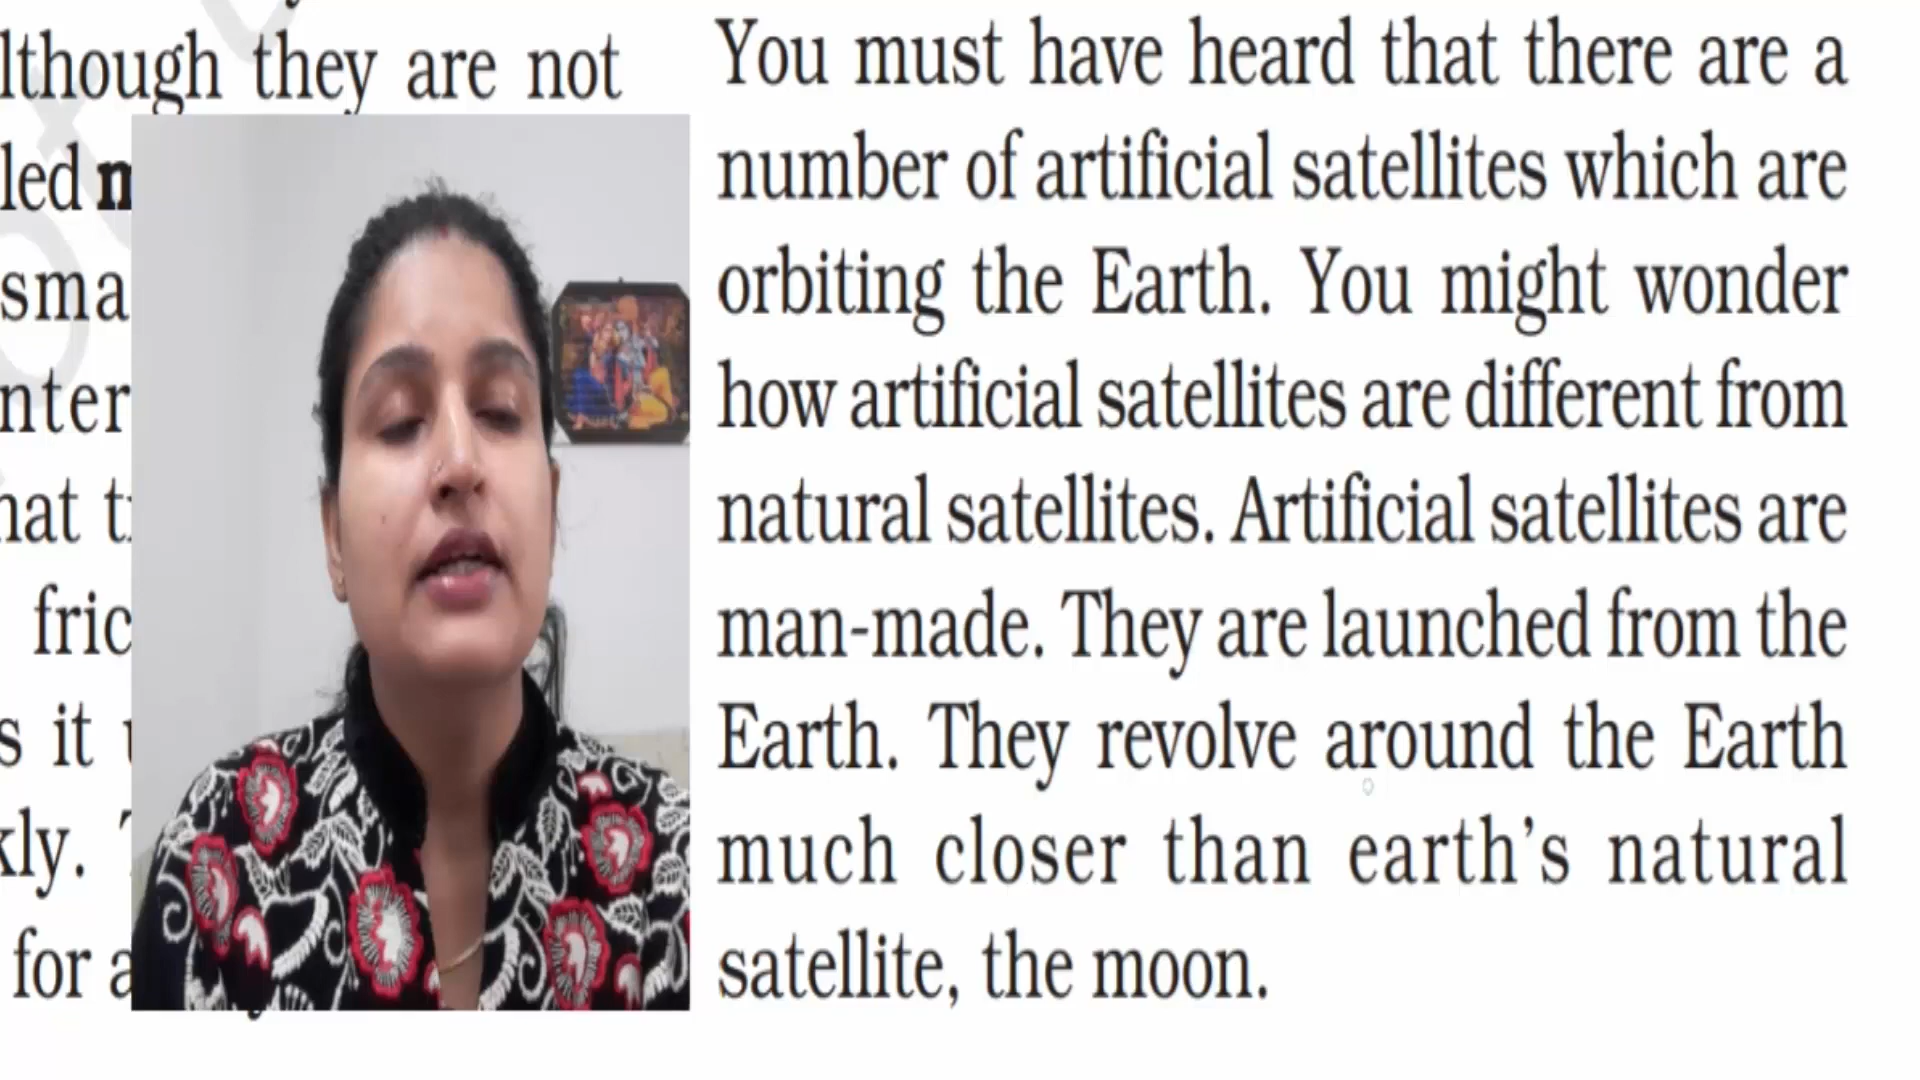 lthough they are not
led
sma
nter
hat
fric
s it
kly.
for a
You must have heard that there are a
number of artificial satellites which are
orbiting the Earth. You might wonder
how artificial satellites are different from
natural satellites. Artificial satellites are
man-made. They are launched from the
Earth. They revolve around the Earth
much closer than earth’s natural
satellite, the moon.